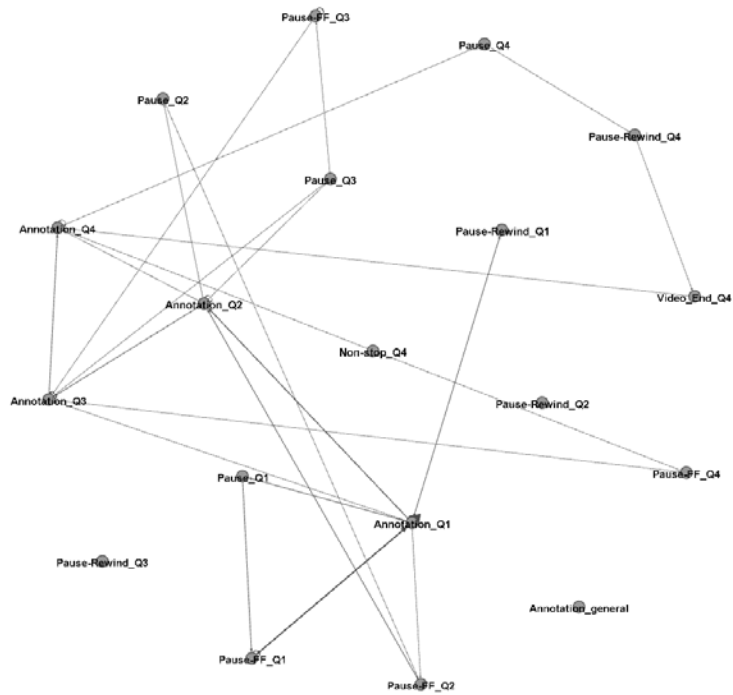 Pause-FF_Q3
Pause_Q4
Pause_Q2
Pause-Rewind_Q4
Pause_Q3
Annotation_Q4
Pause-Rewind_Q1
Video_End_Q4
Annotation_Q2
Non-stop_Q4
Annotation_Q3
Pause-Rewind_Q2
Pause-FF_Q4
Pause_Q1
Annotation_Q1
Pause-Rewind_Q3
Annotation_general
Pause-FF_Q1
Pause-FF_Q2